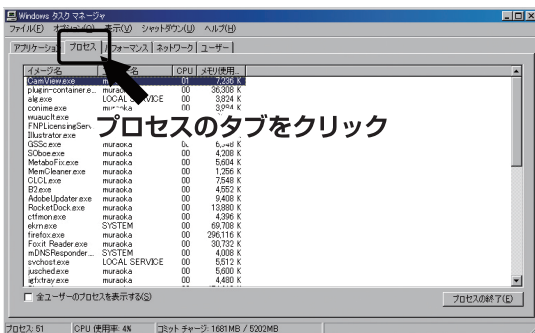 Windows タスク マネージャ
ファイル(F) オプション(O) 表示(V) シャットダウン(U) ヘルプ(H)
アプリケーション プロセス パフォーマンス ネットワーク ユーザー
イメージ名 CPU メモリ使用...
CamView.exe 01 7,236 K
plugin-container.e... muraoka 00 36,308 K
alg.exe LOCAL SERVICE 00 3,824 K
conime.exe 00 3,984 K
wuauclt.exe
FNPLicensingServ
プロセスのタブをクリック
Illustrator.exe
GSSc.exe muraoka
SOboe.exe muraoka 00 4,208 K
MetaboFix.exe muraoka 00 5,604 K
MemCleaner.exe muraoka 00 1,256 K
CLCL.exe muraoka 00 7,548 K
B2.exe muraoka 00 4,552 K
AdobeUpdater.exe muraoka 00 9,408 K
RocketDock.exe muraoka 00 13,880 K
ctfmon.exe muraoka 00 4,396 K
ekrn.exe SYSTEM 00 69,708 K
firefox.exe muraoka 00 296,116 K
Foxit Reader.exe muraoka 00 30,732 K
mDNSResponder... SYSTEM 00 4,008 K
svchost.exe LOCAL SERVICE 00 5,512 K
jusched.exe muraoka 00 5,600 K
igfxtray.exe muraoka 00 4,480 K
全ユーザーのプロセスを表示する(S) プロセスの終了(E)
プロセス: 51 CPU 使用率: 4% コミット チャージ: 1681MB / 5202MB